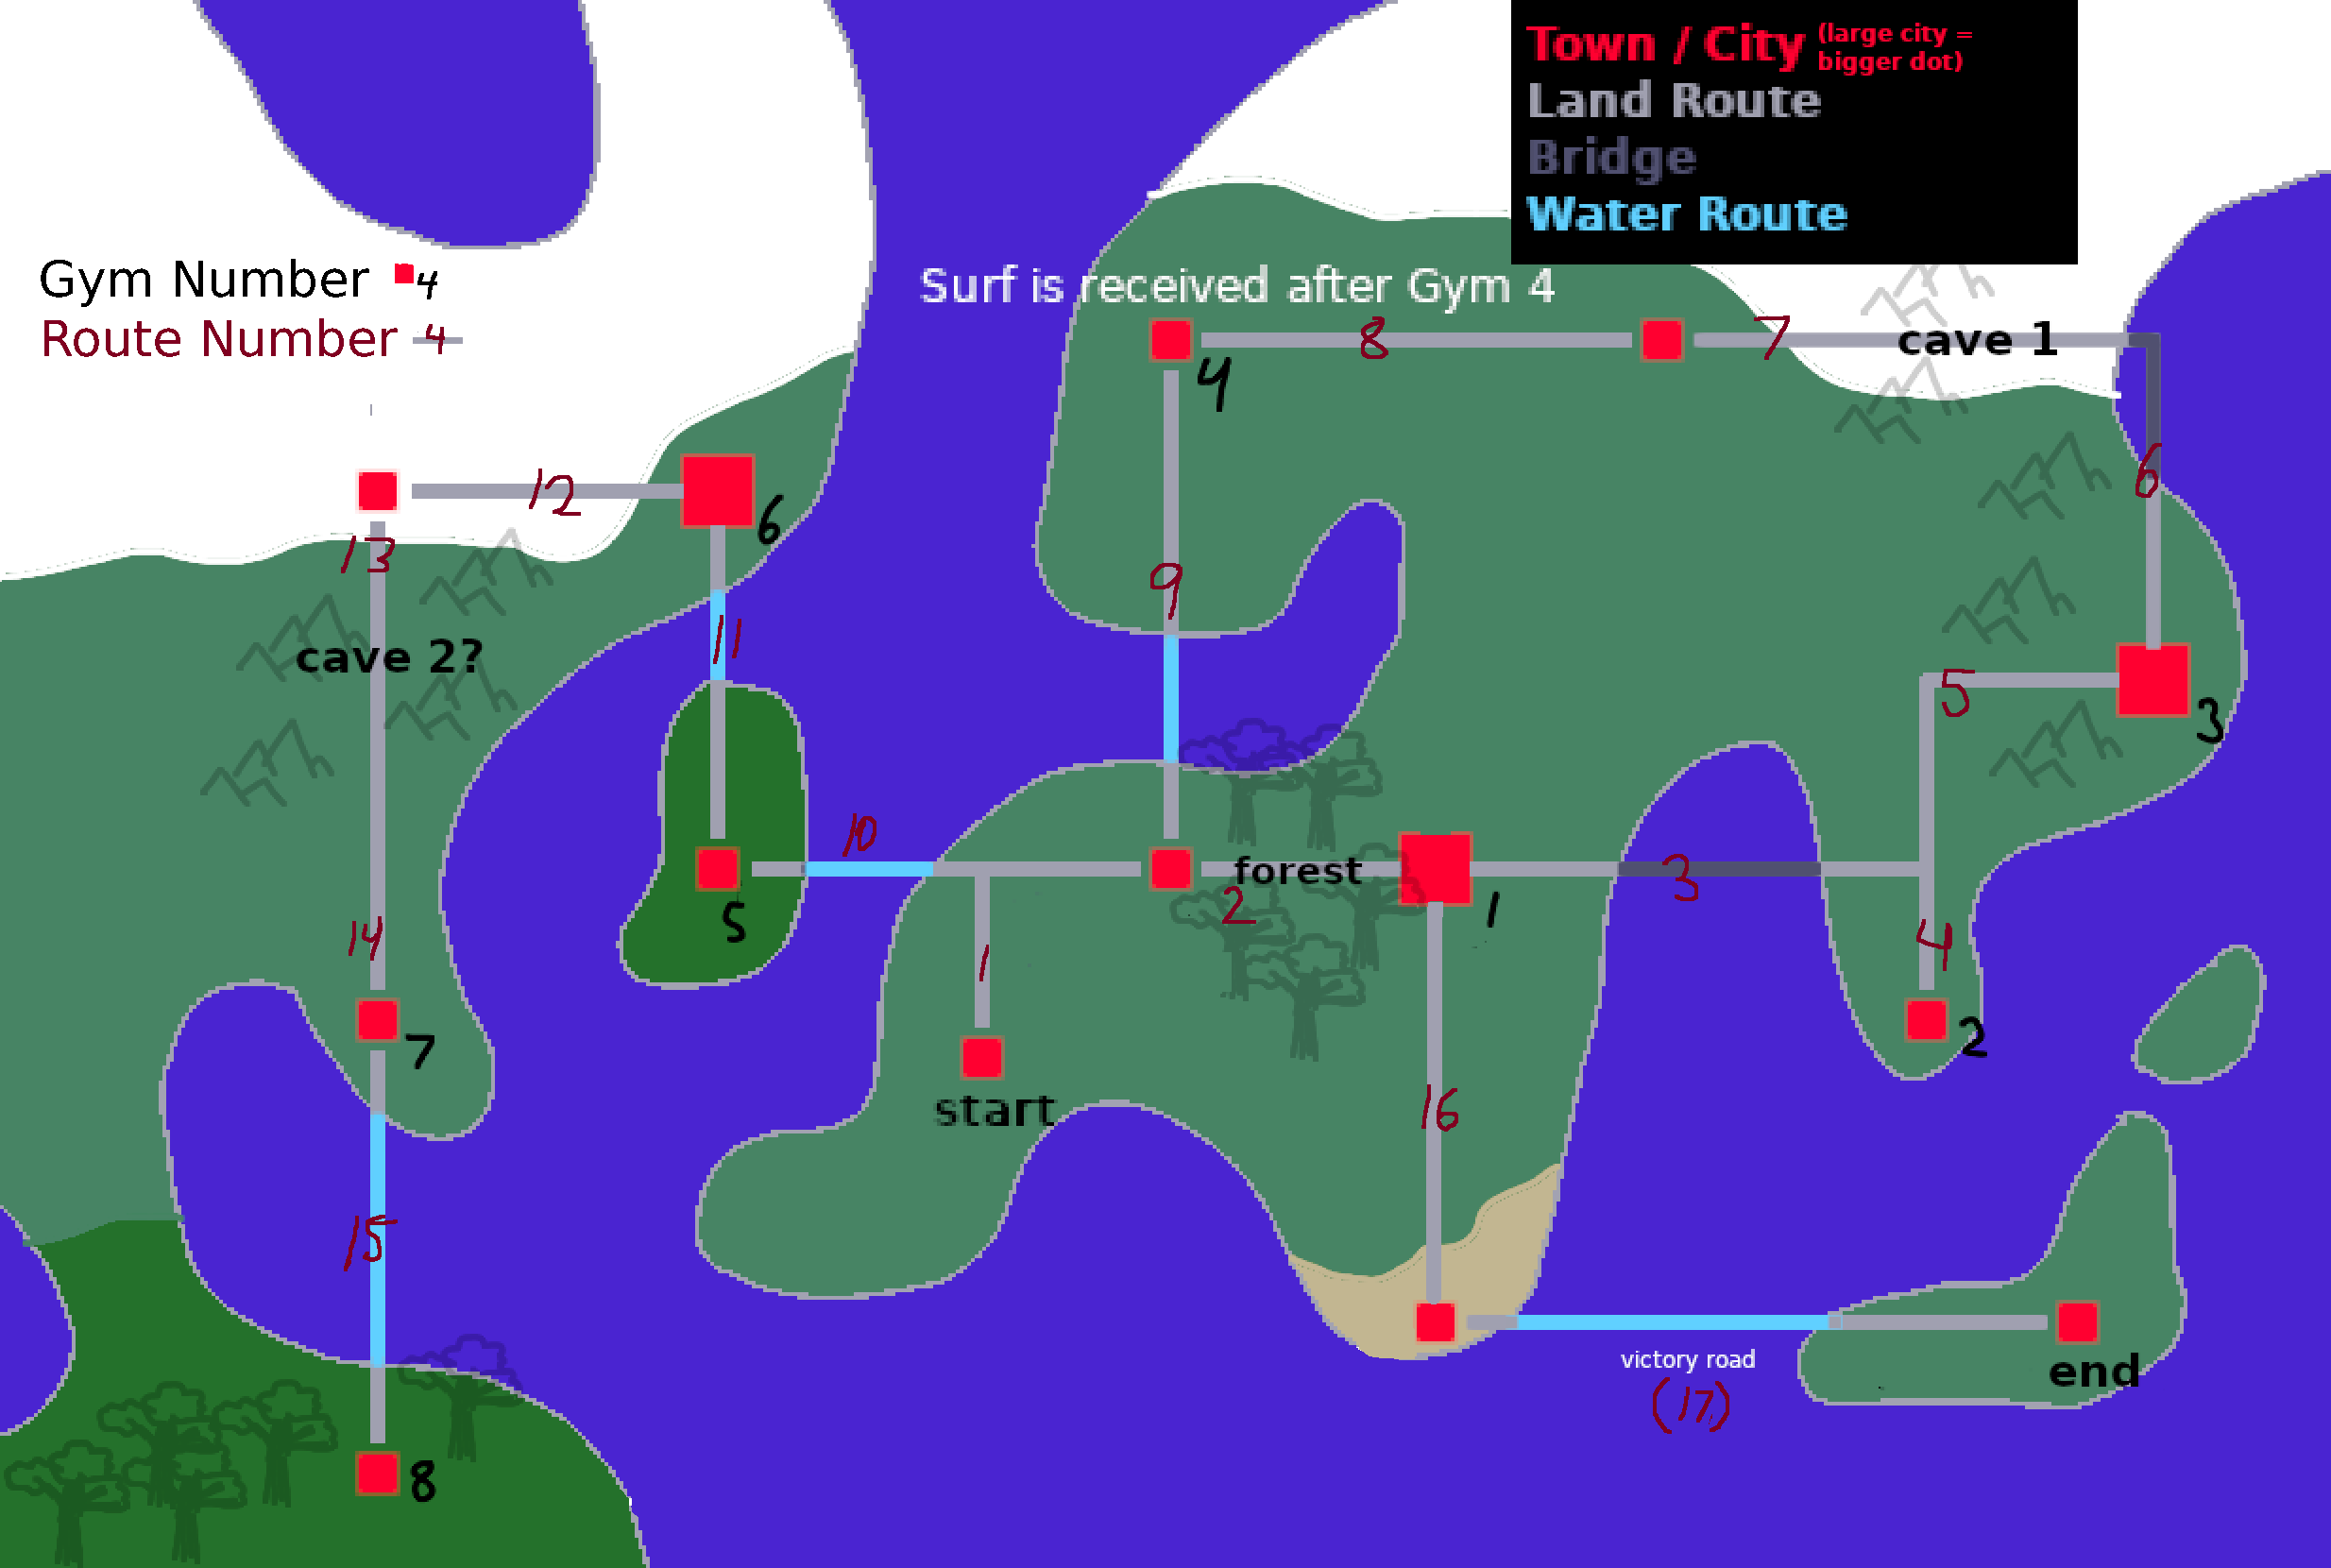 Town / City (large city =
bigger dot)
Land Route
Bridge
Water Route
Gym Number 4
Route Number 4
Surf is received after Gym 4
8
7
cave 1
4
6
12
6
13
9
11
cave 2?
5
3
10
forest
3
2
1
5
14
1
4
7
2
start
16
15
victory road
(17)
end
8